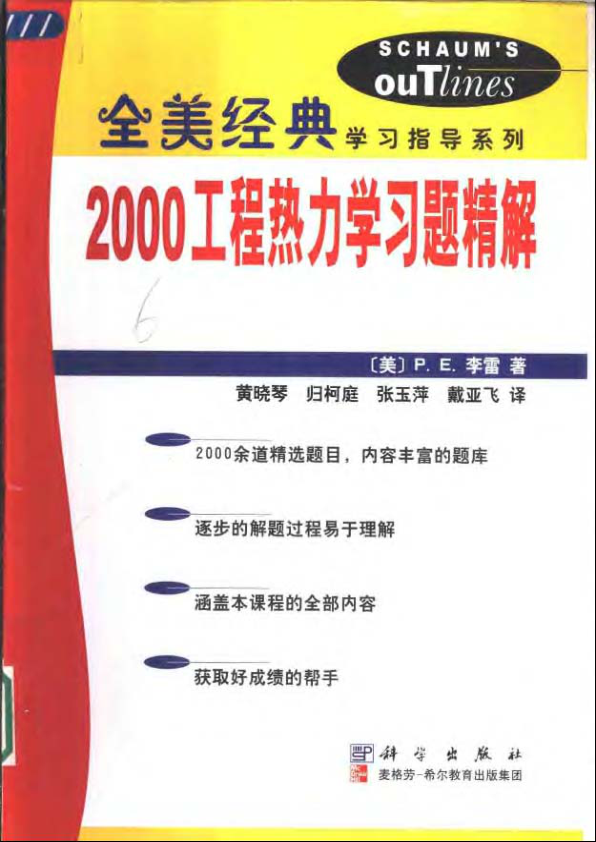 SCHAUM'S
ouTlines
全美经典 学习指导系列
2000工程热力学习题精解
6
〔美〕P. E. 李雷 著
黄晓琴 归柯庭 张玉萍 戴亚飞 译
2000余道精选题目，内容丰富的题库
逐步的解题过程易于理解
涵盖本课程的全部内容
获取好成绩的帮手
科学出版社
麦格劳-希尔教育出版集团